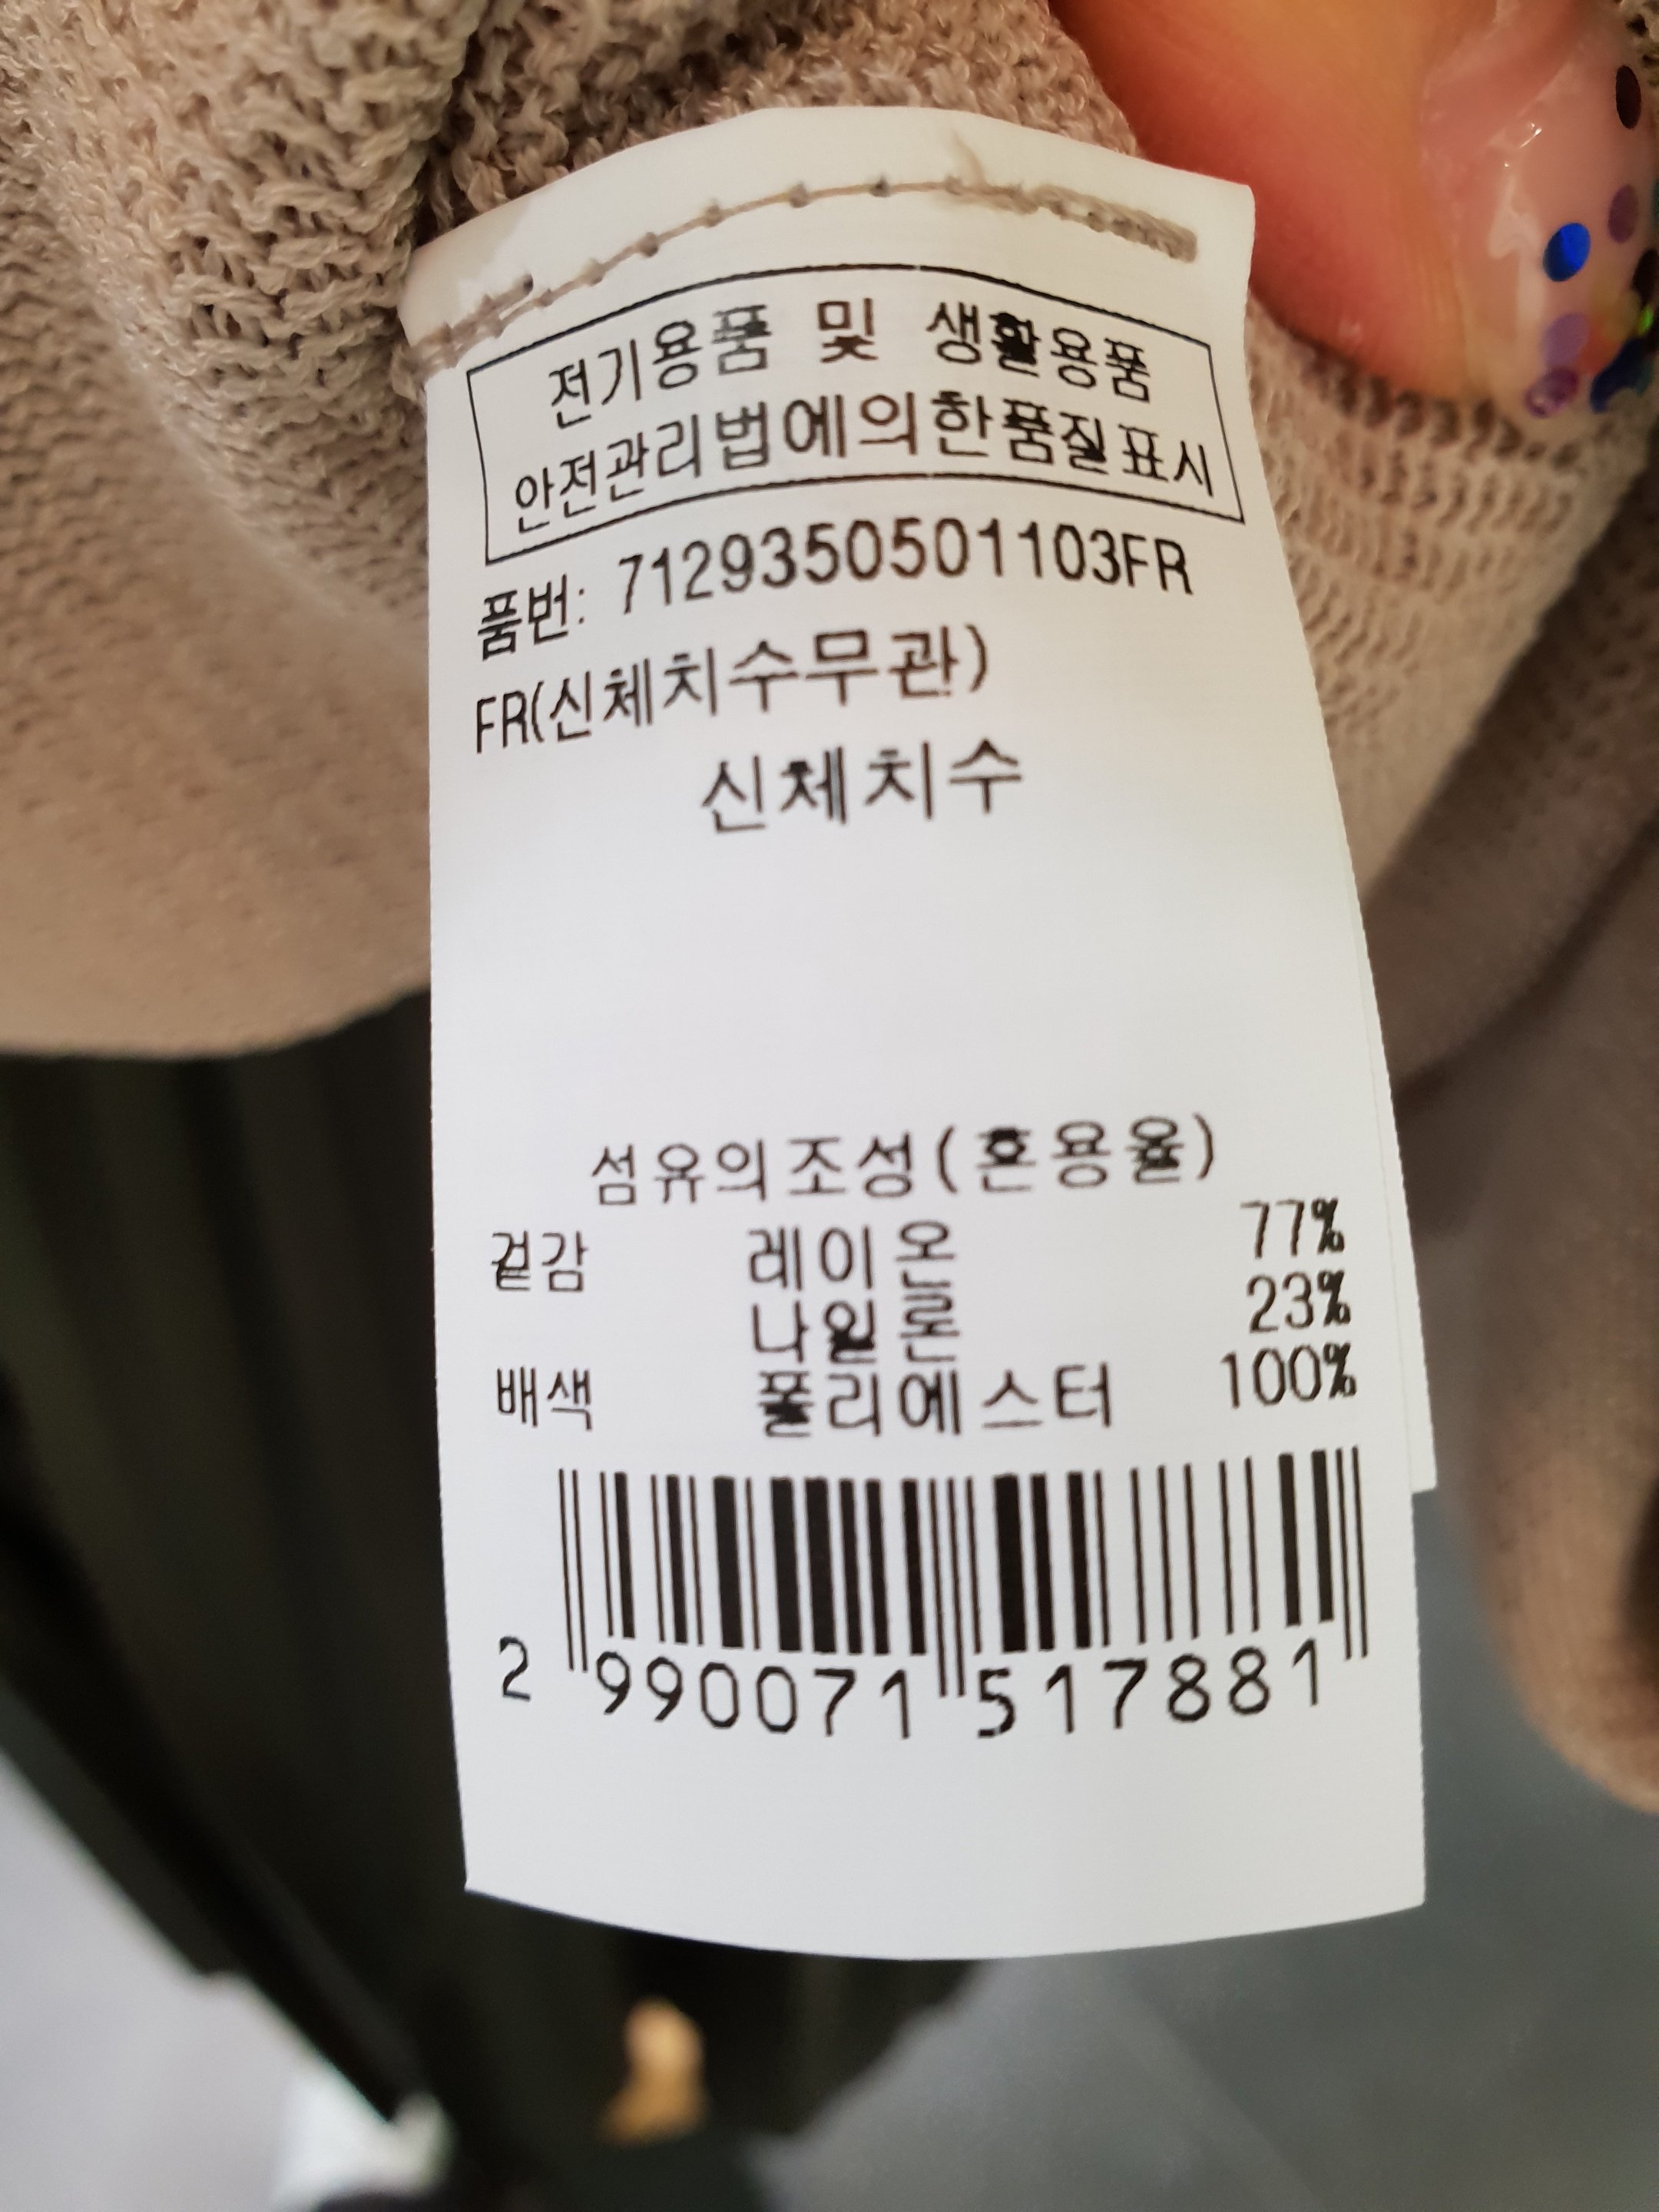 전기용품 및 생활용품
안전관리법에의한품질표시
품번: 7129350501103FR
FR(신체치수무관)
신체치수
섬유의조성(혼용율)
겉감 레이온 77%
나일론 23%
배색 폴리에스터 100%
2 990071 517881